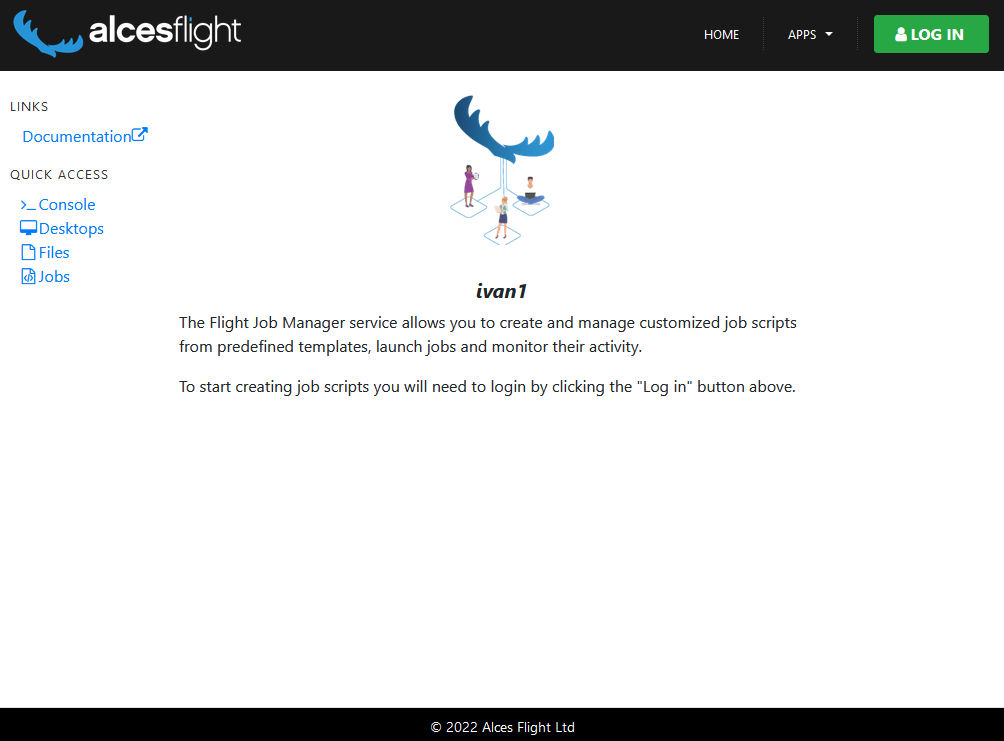 alcesflight
HOME
APPS
LOG IN
LINKS
Documentation
QUICK ACCESS
Console
Desktops
Files
Jobs
ivan1
The Flight Job Manager service allows you to create and manage customized job scripts
from predefined templates, launch jobs and monitor their activity.
To start creating job scripts you will need to login by clicking the "Log in" button above.
© 2022 Alces Flight Ltd